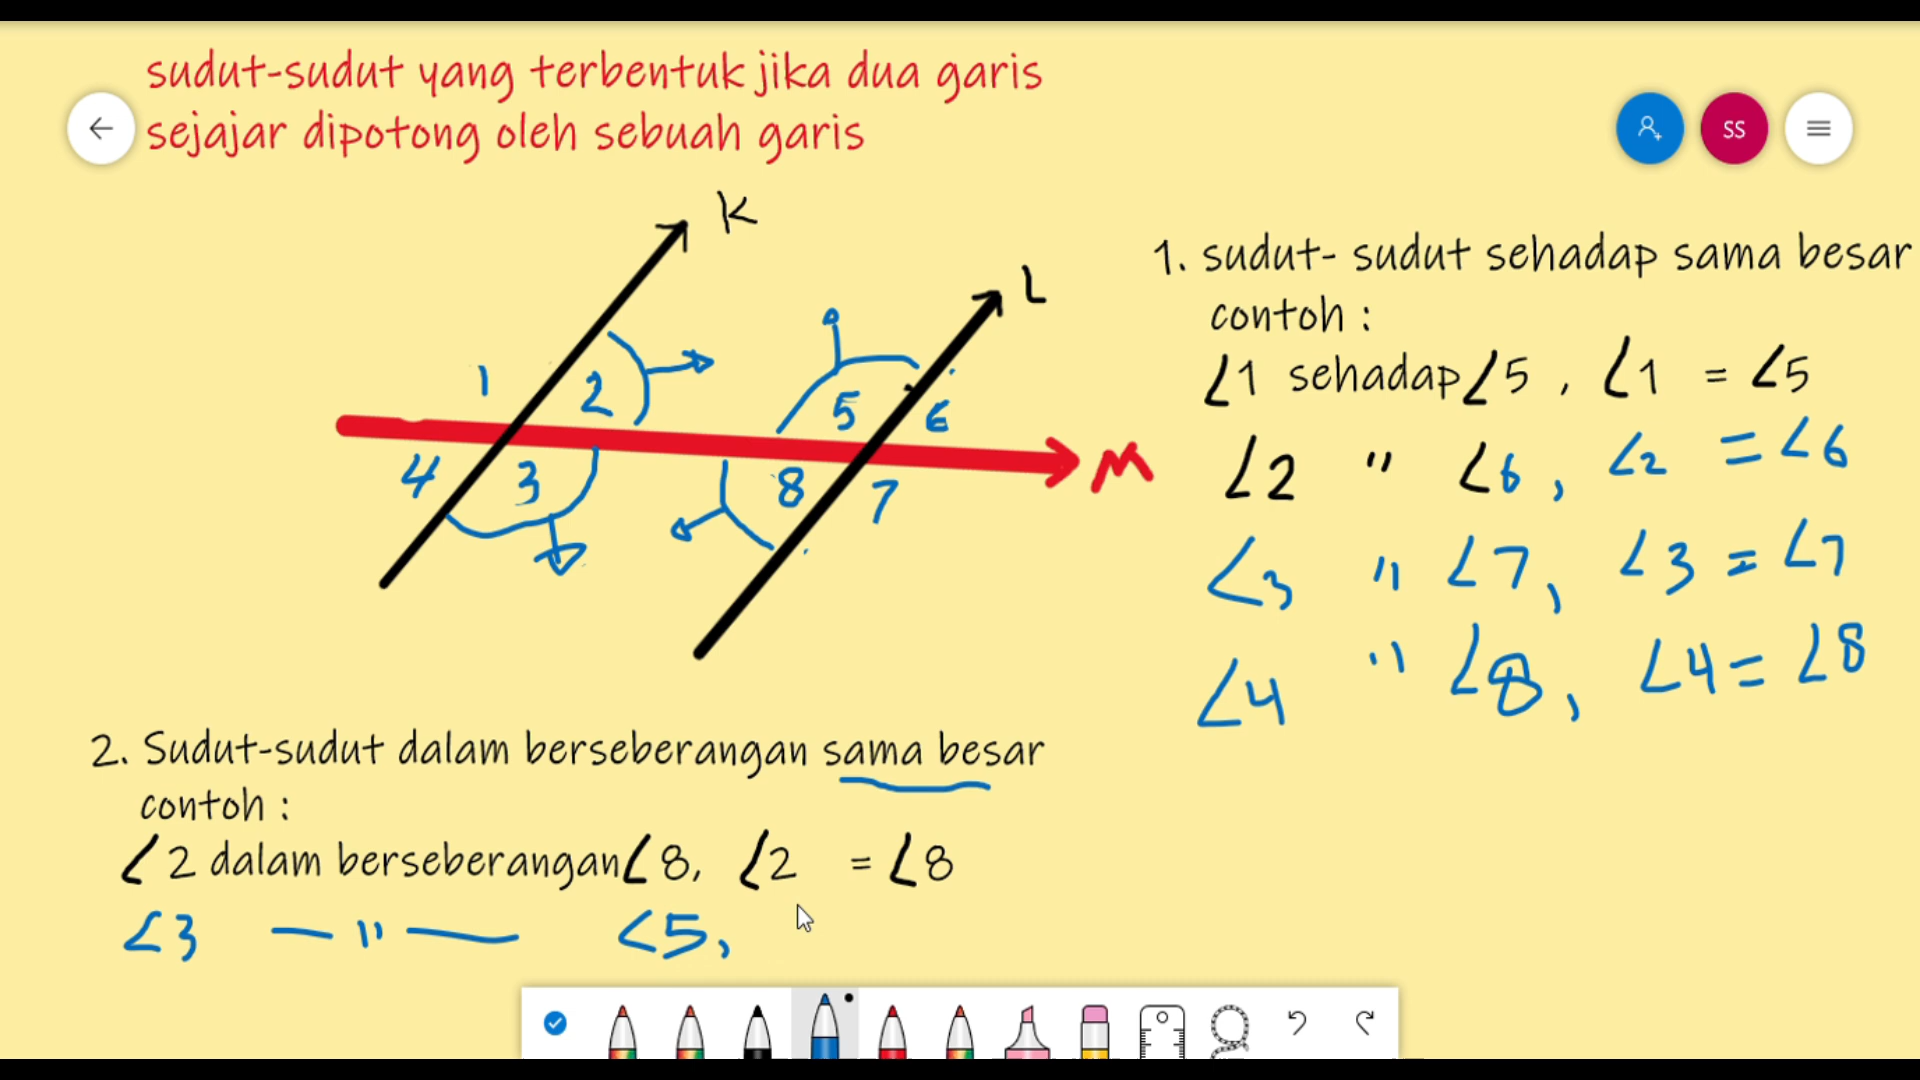 sudut-sudut yang terbentuk jika dua garis
sejajar dipotong oleh sebuah garis
SS
K
L
1 2 5 6
M
4 3 8 7
1. sudut- sudut sehadap sama besar
contoh :
∠1 sehadap ∠5 , ∠1 = ∠5
∠2 " ∠6, ∠2 = ∠6
∠3 " ∠7, ∠3 = ∠7
∠4 " ∠8, ∠4 = ∠8
2. Sudut-sudut dalam berseberangan sama besar
contoh :
∠2 dalam berseberangan ∠8, ∠2 = ∠8
∠3 — " — ∠5,